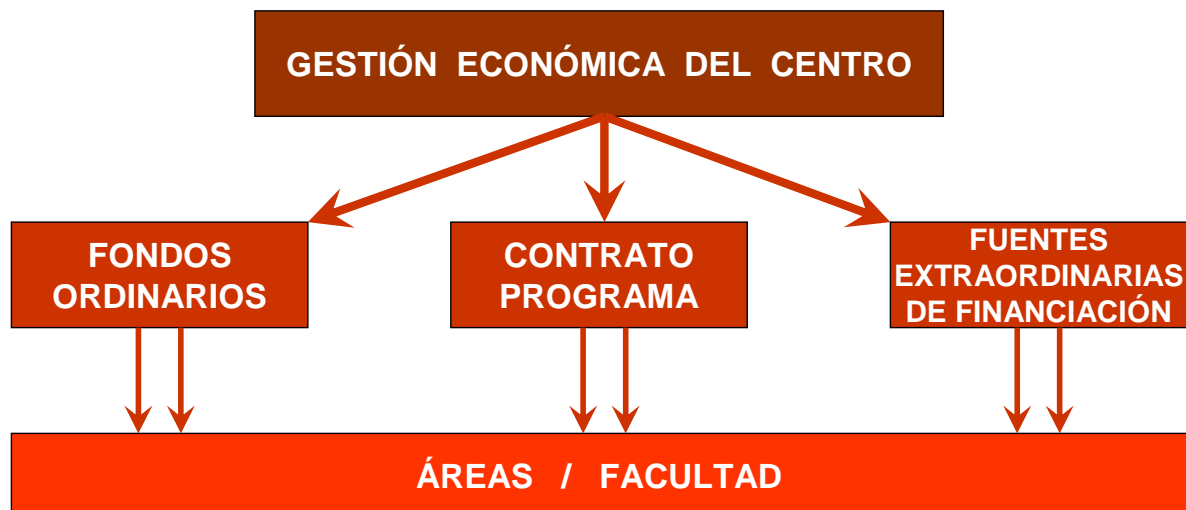 GESTIÓN ECONÓMICA DEL CENTRO
FONDOS
ORDINARIOS
CONTRATO
PROGRAMA
FUENTES
EXTRAORDINARIAS
DE FINANCIACIÓN
ÁREAS / FACULTAD